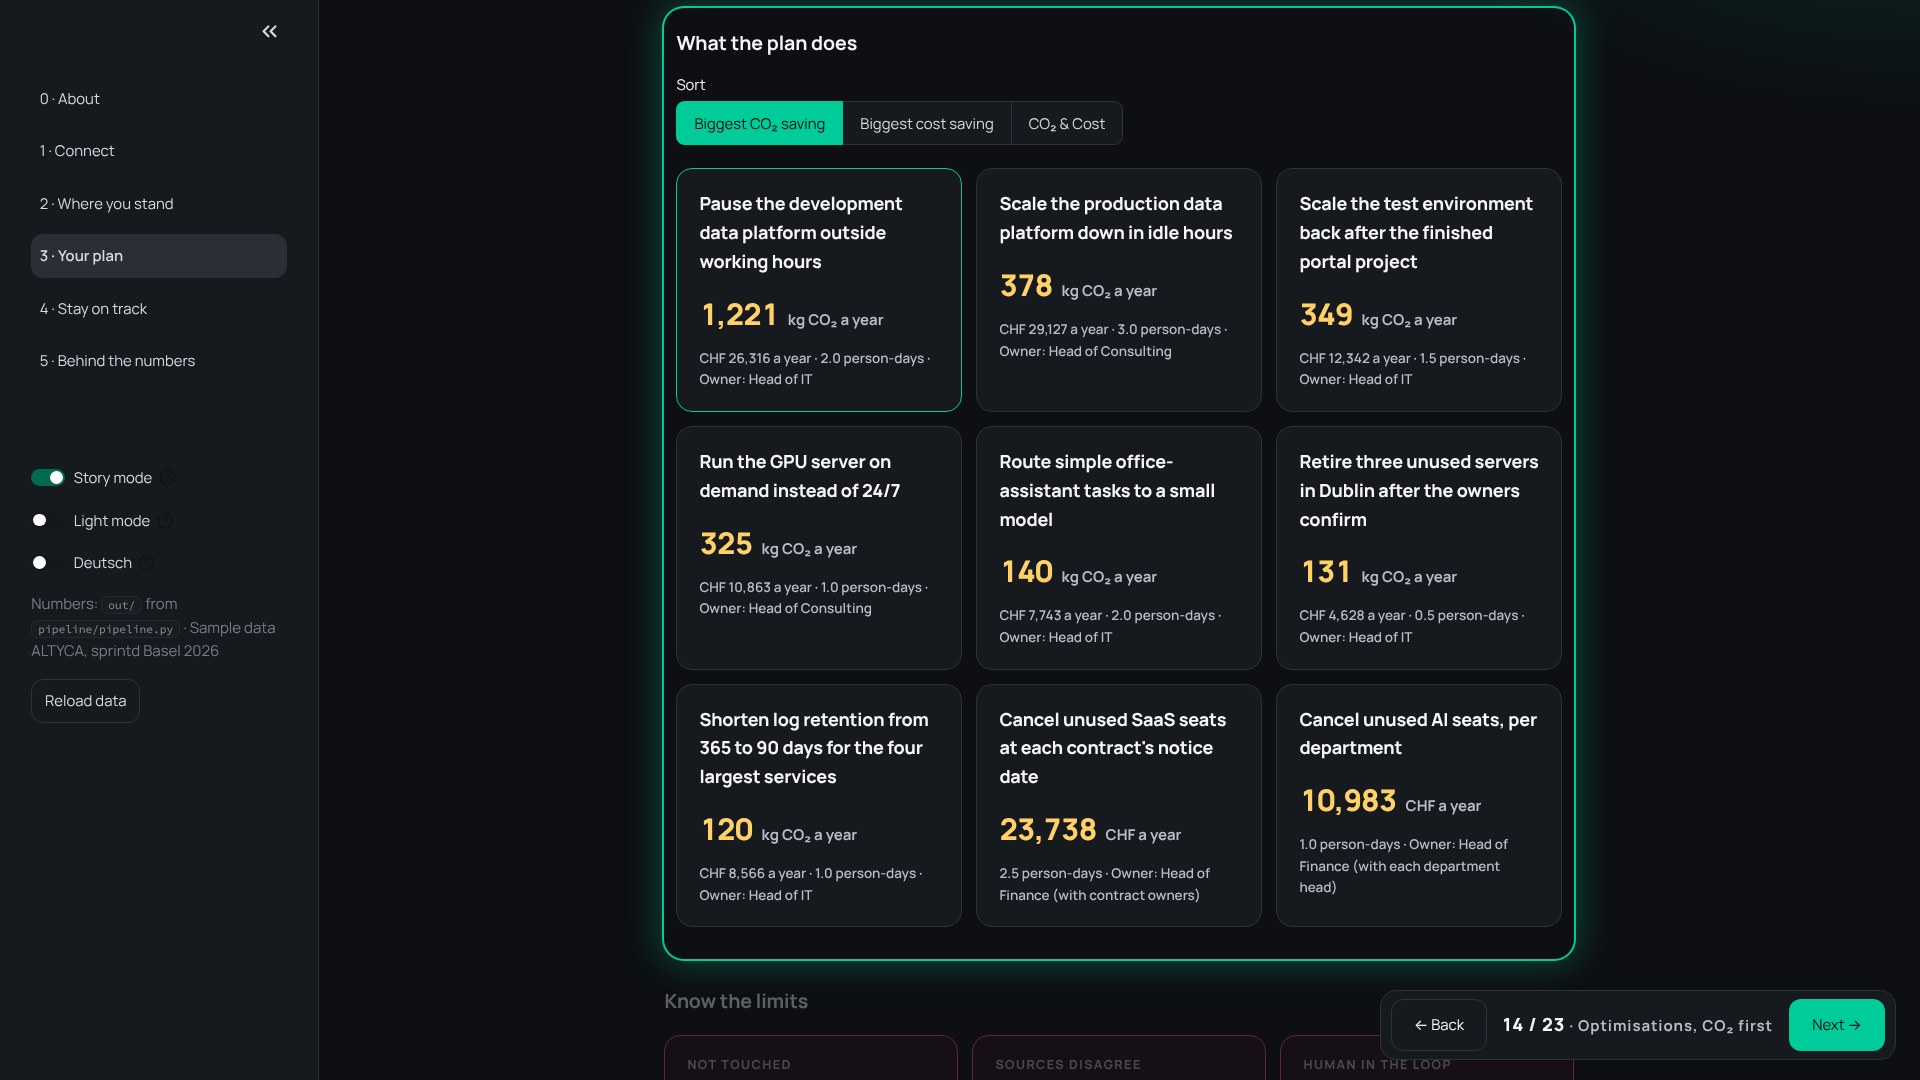 0 · About
1 · Connect
2 · Where you stand
3 · Your plan
4 · Stay on track
5 · Behind the numbers
Story mode
Light mode
Deutsch
Numbers: out/ from
pipeline/pipeline.py · Sample data
ALTYCA, sprintd Basel 2026
Reload data
What the plan does
Sort
Biggest CO₂ saving
Biggest cost saving
CO₂ & Cost
Pause the development
data platform outside
working hours
1,221 kg CO₂ a year
CHF 26,316 a year · 2.0 person-days ·
Owner: Head of IT
Scale the production data
platform down in idle hours
378 kg CO₂ a year
CHF 29,127 a year · 3.0 person-days ·
Owner: Head of Consulting
Scale the test environment
back after the finished
portal project
349 kg CO₂ a year
CHF 12,342 a year · 1.5 person-days ·
Owner: Head of IT
Run the GPU server on
demand instead of 24/7
325 kg CO₂ a year
CHF 10,863 a year · 1.0 person-days ·
Owner: Head of Consulting
Route simple office-
assistant tasks to a small
model
140 kg CO₂ a year
CHF 7,743 a year · 2.0 person-days ·
Owner: Head of IT
Retire three unused servers
in Dublin after the owners
confirm
131 kg CO₂ a year
CHF 4,628 a year · 0.5 person-days ·
Owner: Head of IT
Shorten log retention from
365 to 90 days for the four
largest services
120 kg CO₂ a year
CHF 8,566 a year · 1.0 person-days ·
Owner: Head of IT
Cancel unused SaaS seats
at each contract's notice
date
23,738 CHF a year
2.5 person-days · Owner: Head of
Finance (with contract owners)
Cancel unused AI seats, per
department
10,983 CHF a year
1.0 person-days · Owner: Head of
Finance (with each department
head)
Know the limits
NOT TOUCHED
SOURCES DISAGREE
HUMAN IN THE LOOP
← Back
14 / 23 · Optimisations, CO₂ first
Next →